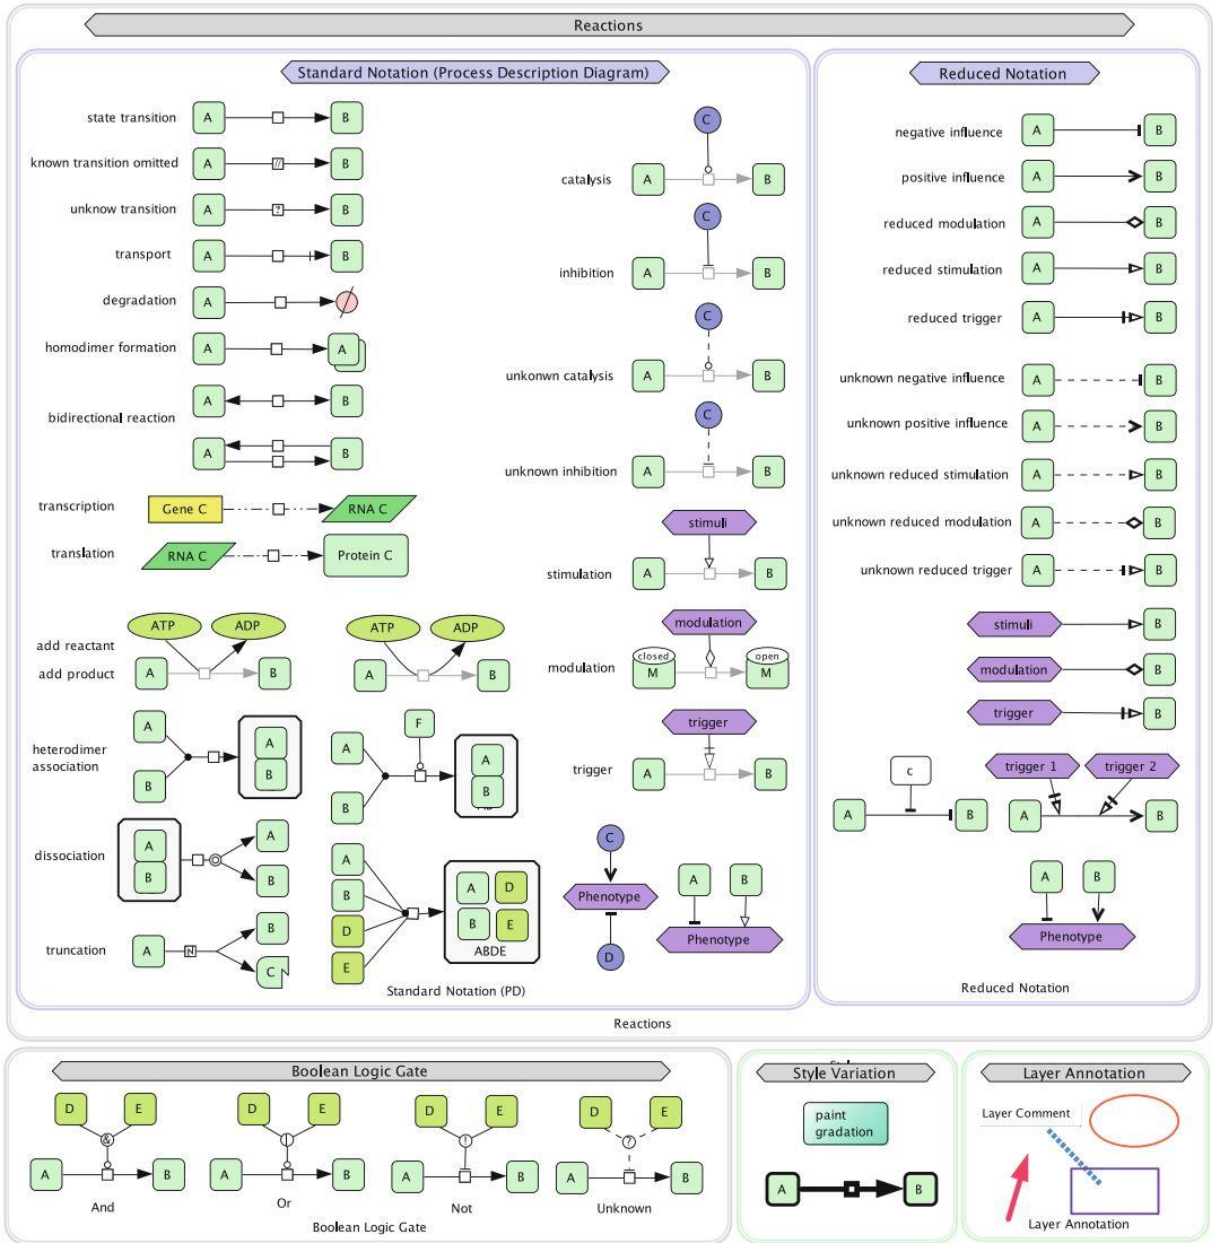 Reactions
Standard Notation (Process Description Diagram)
state transition A B
known transition omitted A // B
unknow transition A ? B
transport A B
degradation A
homodimer formation A A
bidirectional reaction A B
A B
transcription Gene C RNA C
translation RNA C Protein C
ATP ADP ATP ADP
add reactant
add product A B A B
heterodimer
association
A B A B
F
A B A B
dissociation
A B A B
A
B
D
E
A D
B E
ABDE
truncation A N B C
Standard Notation (PD)
C
catalysis A B
C
inhibition A B
C
unkonwn catalysis A B
C
unknown inhibition A B
stimuli
stimulation A B
modulation
closed open
modulation M M
trigger
trigger A B
C
Phenotype
D
A B
Phenotype
Reduced Notation
negative influence A B
positive influence A B
reduced modulation A B
reduced stimulation A B
reduced trigger A B
unknown negative influence A B
unknown positive influence A B
unknown reduced stimulation A B
unknown reduced modulation A B
unknown reduced trigger A B
stimuli B
modulation B
trigger B
c
A B
trigger 1 trigger 2
A B
A B
Phenotype
Reduced Notation
Reactions
Boolean Logic Gate
D E D E D E D E
& | ! ?
A B A B A B A B
And Or Not Unknown
Boolean Logic Gate
Style Variation
paint
gradation
A B
Layer Annotation
Layer Comment
Layer Annotation